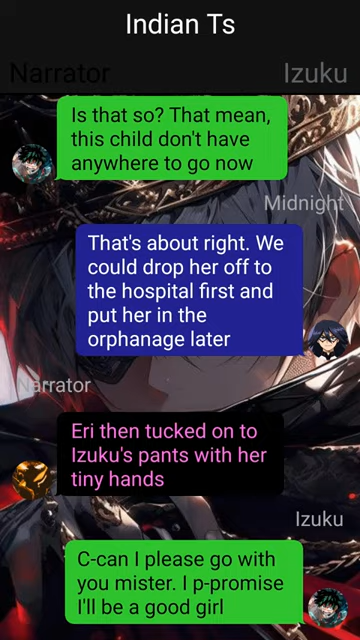 Indian Ts
Narrator
Izuku
Is that so? That mean,
this child don't have
anywhere to go now
Midnight
That's about right. We
could drop her off to
the hospital first and
put her in the
orphanage later
Narrator
Eri then tucked on to
Izuku's pants with her
tiny hands
Izuku
C-can I please go with
you mister. I p-promise
I'll be a good girl